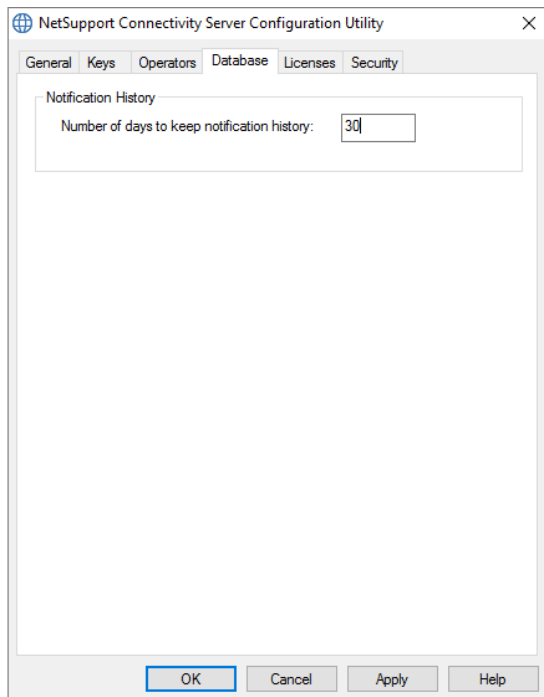 NetSupport Connectivity Server Configuration Utility
General Keys Operators Database Licenses Security
Notification History
Number of days to keep notification history: 30
OK Cancel Apply Help